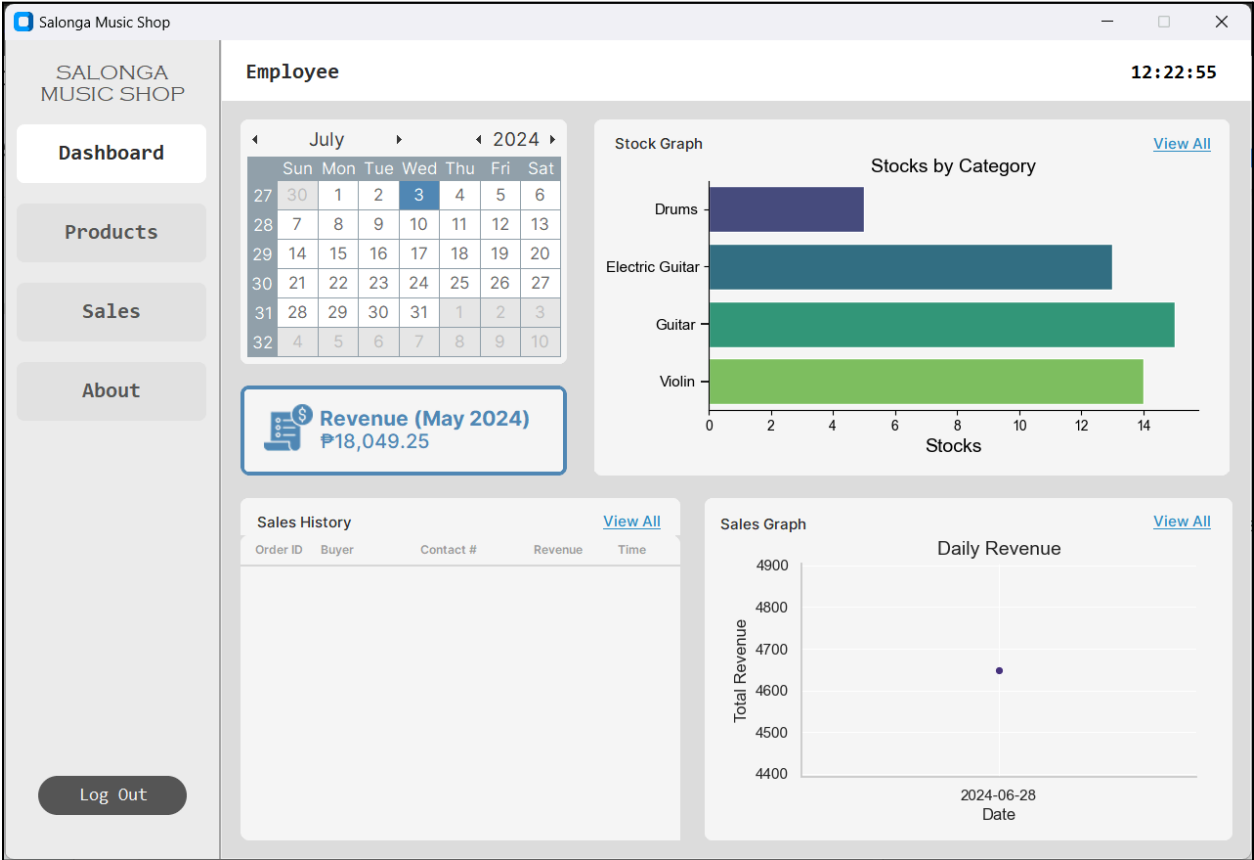 Salonga Music Shop
SALONGA
MUSIC SHOP
Dashboard
Products
Sales
About
Log Out
Employee
12:22:55
July 2024
Sun Mon Tue Wed Thu Fri Sat
27 30 1 2 3 4 5 6
28 7 8 9 10 11 12 13
29 14 15 16 17 18 19 20
30 21 22 23 24 25 26 27
31 28 29 30 31 1 2 3
32 4 5 6 7 8 9 10
Revenue (May 2024)
₱18,049.25
Stock Graph View All
Stocks by Category
Drums
Electric Guitar
Guitar
Violin
0 2 4 6 8 10 12 14
Stocks
Sales History View All
Order ID Buyer Contact # Revenue Time
Sales Graph View All
Daily Revenue
4900
4800
4700
4600
4500
4400
Total Revenue
2024-06-28
Date